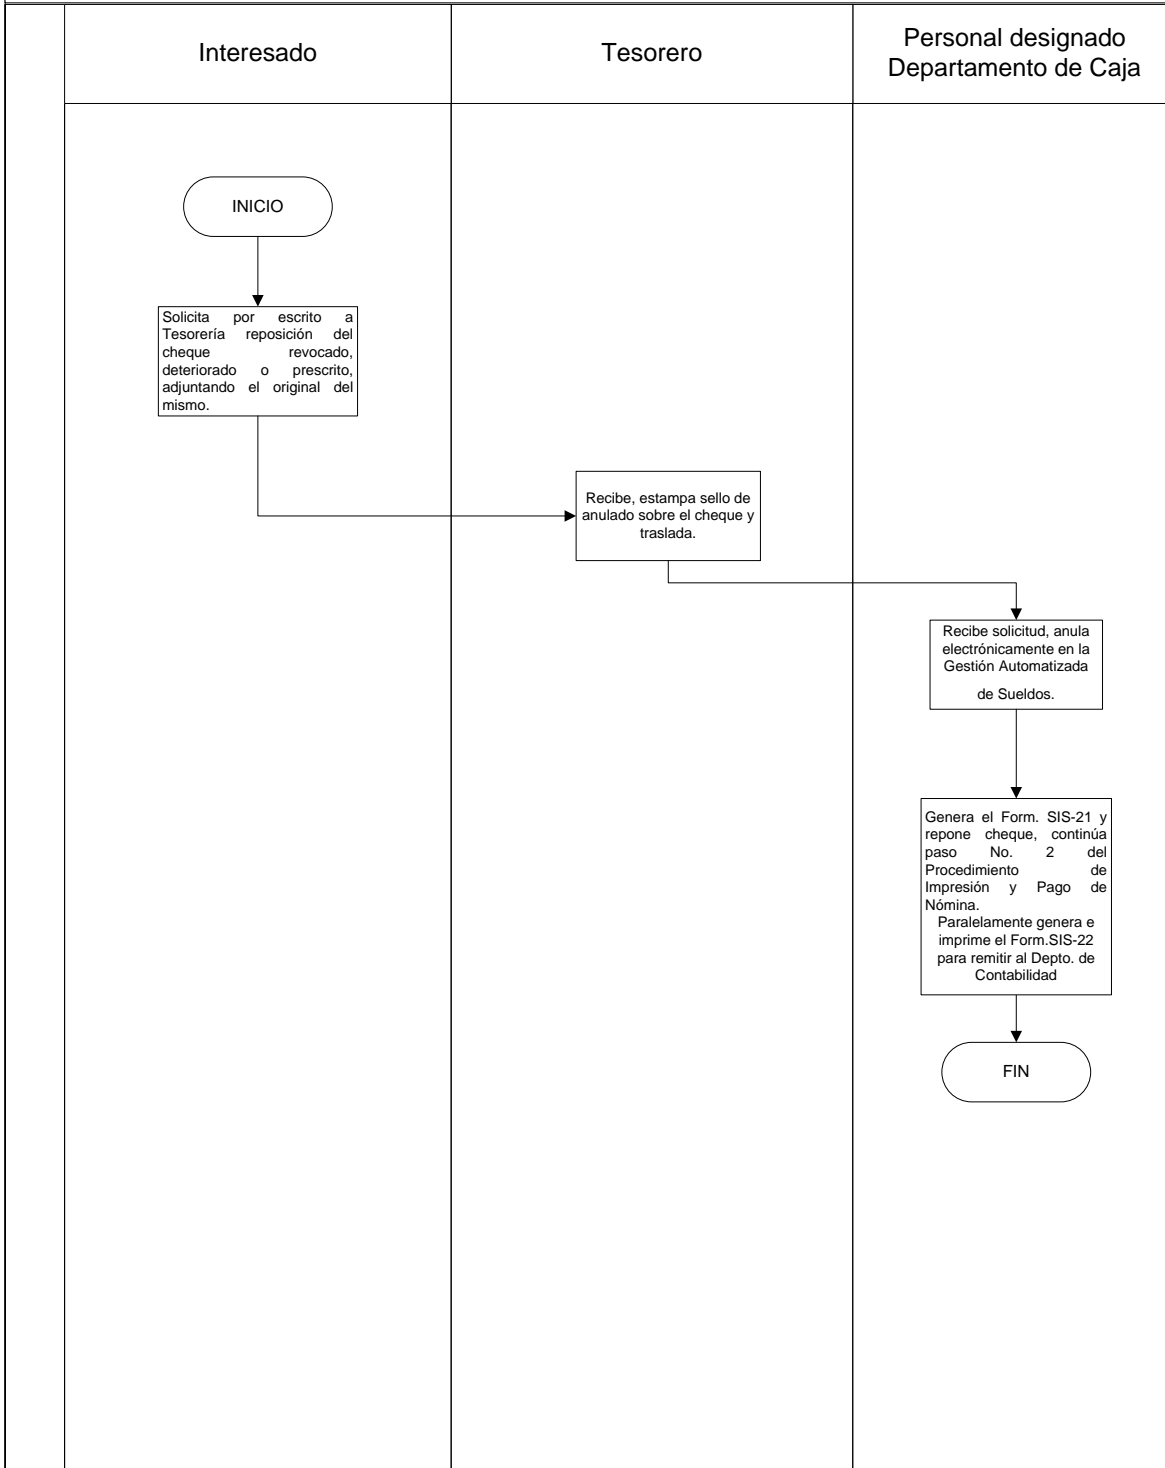 Interesado
Tesorero
Personal designado
Departamento de Caja
INICIO
Solicita por escrito a
Tesorería reposición del
cheque revocado,
deteriorado o prescrito,
adjuntando el original del
mismo.
Recibe, estampa sello de
anulado sobre el cheque y
traslada.
Recibe solicitud, anula
electrónicamente en la
Gestión Automatizada
de Sueldos.
Genera el Form. SIS-21 y
repone cheque, continúa
paso No. 2 del
Procedimiento de
Impresión y Pago de
Nómina.
Paralelamente genera e
imprime el Form.SIS-22
para remitir al Depto. de
Contabilidad
FIN